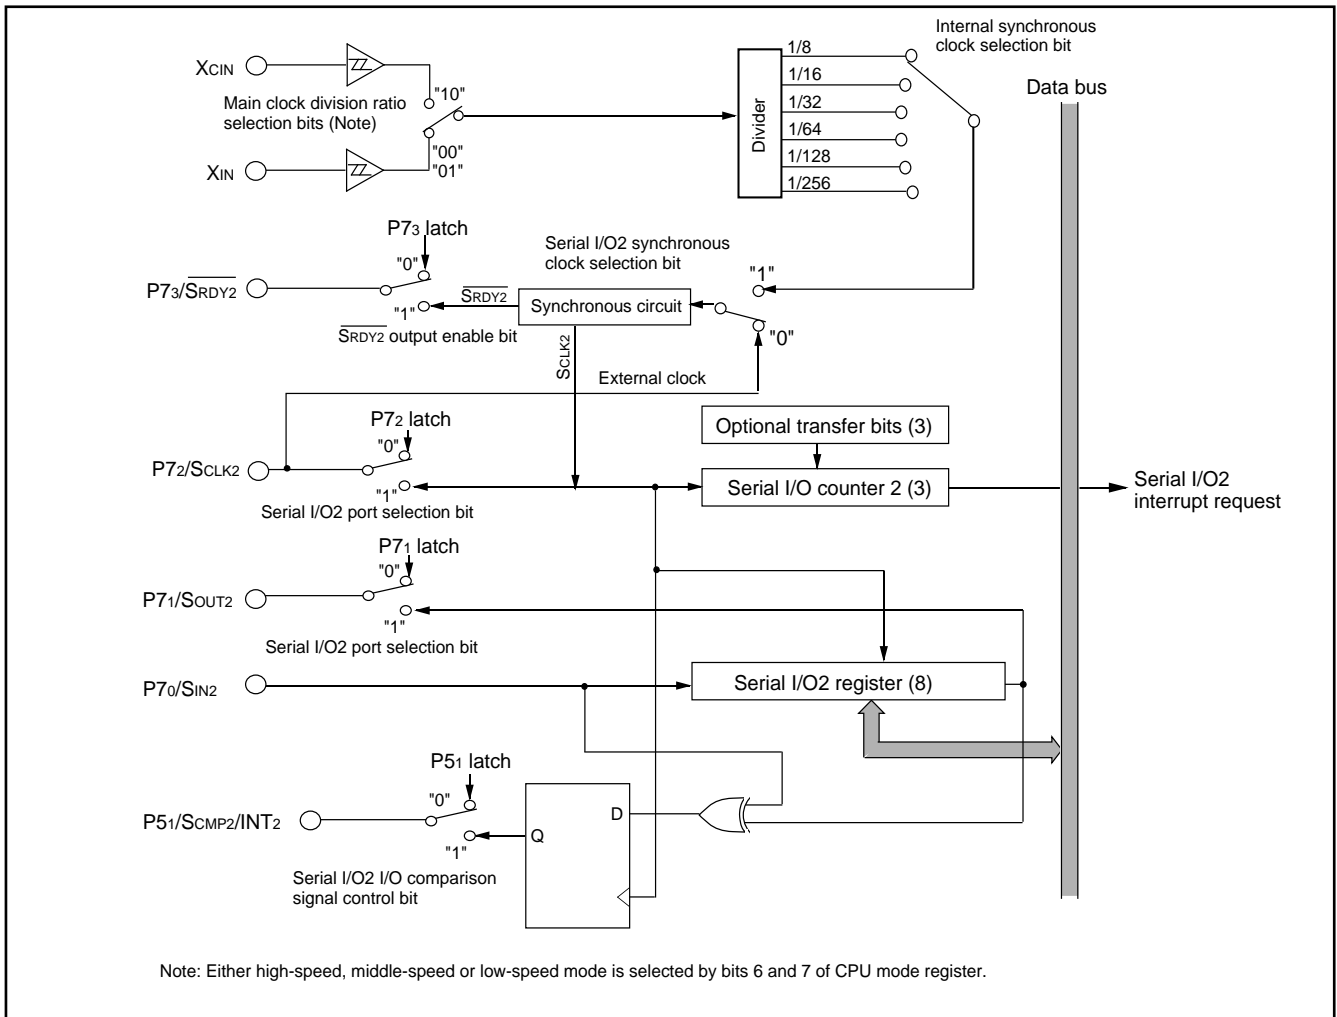 Internal synchronous
clock selection bit
XCIN
"10"
Main clock division ratio
selection bits (Note)
"00"
"01"
XIN
Divider
1/8
1/16
1/32
1/64
1/128
1/256
Data bus
P73 latch
"0"
P73/SRDY2
"1"
SRDY2
SRDY2 output enable bit
Serial I/O2 synchronous
clock selection bit
Synchronous circuit
"1"
"0"
SCLK2
External clock
P72 latch
"0"
P72/SCLK2
"1"
Serial I/O2 port selection bit
Optional transfer bits (3)
Serial I/O counter 2 (3)
Serial I/O2
interrupt request
P71 latch
"0"
P71/SOUT2
"1"
Serial I/O2 port selection bit
P70/SIN2
Serial I/O2 register (8)
P51 latch
"0"
P51/SCMP2/INT2
"1"
Q
D
Serial I/O2 I/O comparison
signal control bit
Note: Either high-speed, middle-speed or low-speed mode is selected by bits 6 and 7 of CPU mode register.